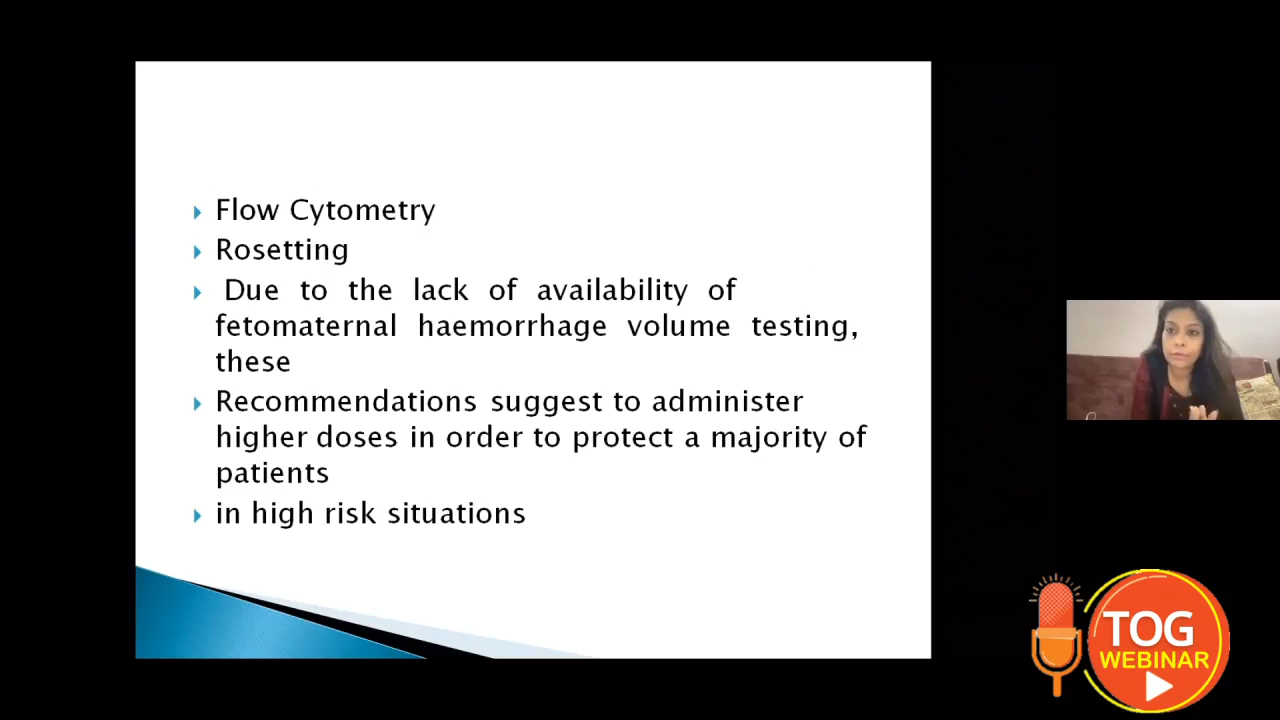 Flow Cytometry
Rosetting
Due to the lack of availability of
fetomaternal haemorrhage volume testing,
these
Recommendations suggest to administer
higher doses in order to protect a majority of
patients
in high risk situations
TOG
WEBINAR